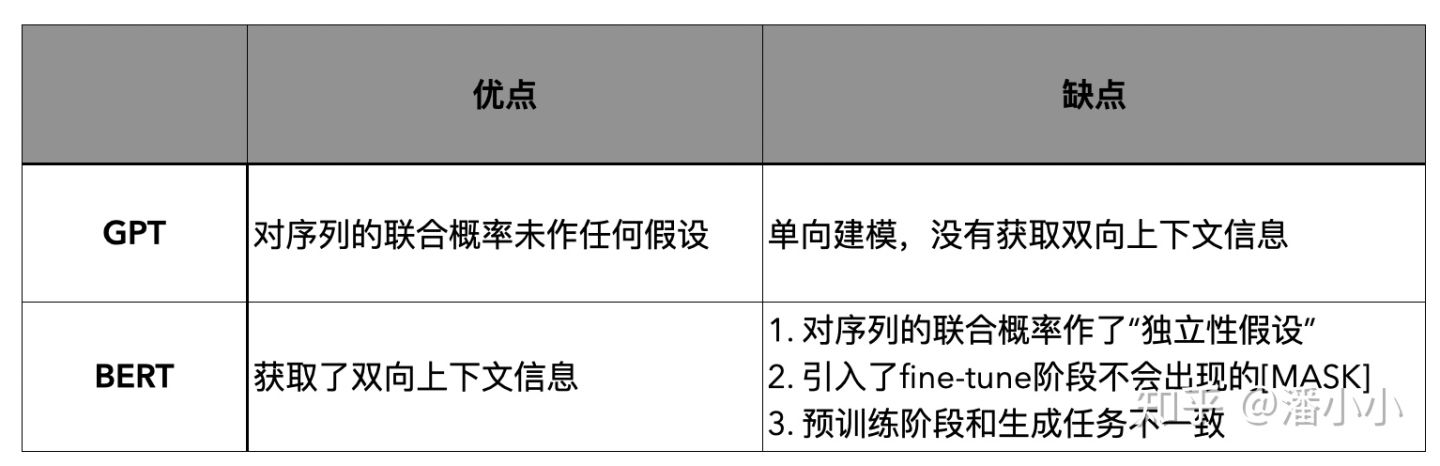 优点
缺点
GPT
对序列的联合概率未作任何假设
单向建模，没有获取双向上下文信息
BERT
获取了双向上下文信息
1. 对序列的联合概率作了“独立性假设”
2. 引入了fine-tune阶段不会出现的[MASK]
3. 预训练阶段和生成任务不一致
知乎 @潘小小